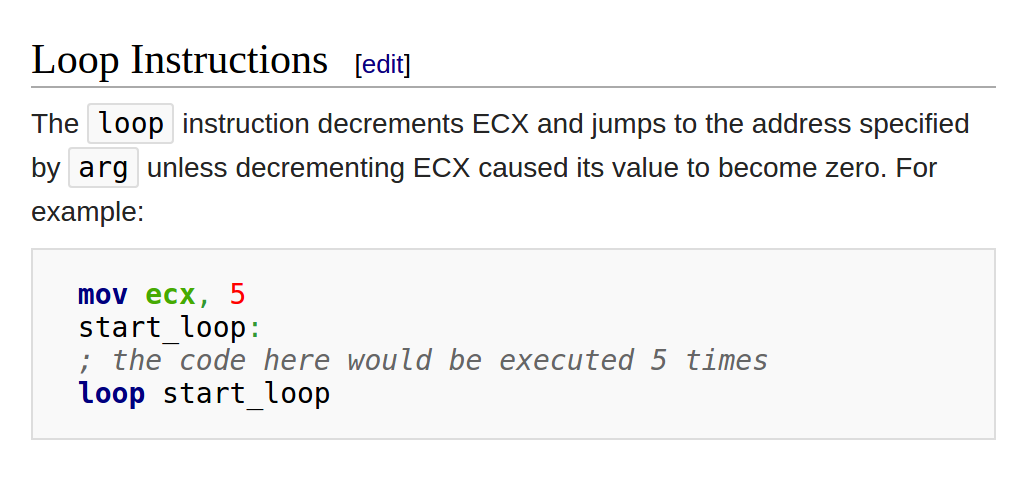 Loop Instructions [edit]
The loop instruction decrements ECX and jumps to the address specified
by arg unless decrementing ECX caused its value to become zero. For
example:
mov ecx, 5
start_loop:
; the code here would be executed 5 times
loop start_loop